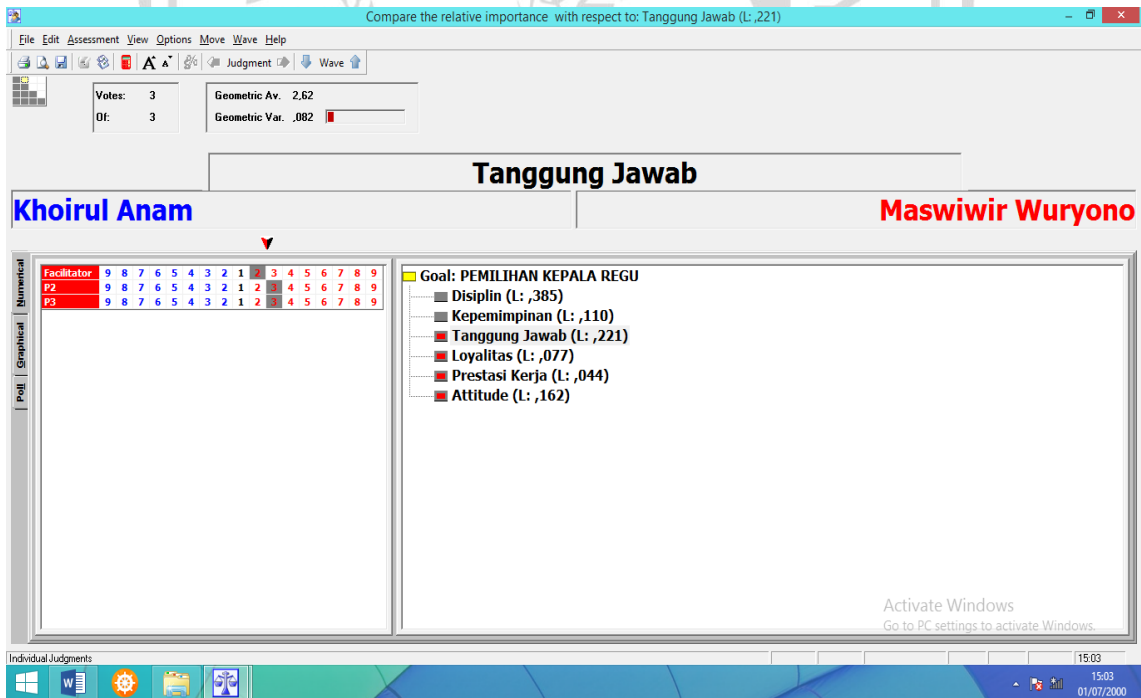 Compare the relative importance with respect to: Tanggung Jawab (L: ,221)
File Edit Assessment View Options Move Wave Help
Judgment Wave
Votes: 3
Of: 3
Geometric Av. 2,62
Geometric Var. ,082
Tanggung Jawab
Khoirul Anam
Maswiwir Wuryono
Numerical
Graphical
Poll
Facilitator 9 8 7 6 5 4 3 2 1 2 3 4 5 6 7 8 9
P2 9 8 7 6 5 4 3 2 1 2 3 4 5 6 7 8 9
P3 9 8 7 6 5 4 3 2 1 2 3 4 5 6 7 8 9
Goal: PEMILIHAN KEPALA REGU
Disiplin (L: ,385)
Kepemimpinan (L: ,110)
Tanggung Jawab (L: ,221)
Loyalitas (L: ,077)
Prestasi Kerja (L: ,044)
Attitude (L: ,162)
Activate Windows
Go to PC settings to activate Windows.
Individual Judgments
15:03
15:03
01/07/2000